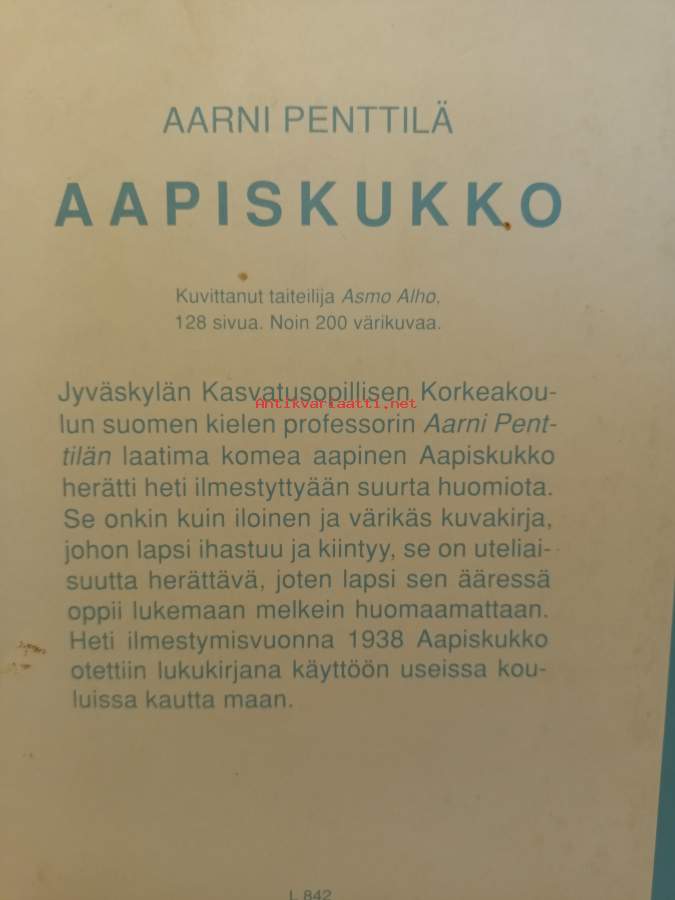 AARNI PENTTILÄ
AAPISKUKKO
Kuvittanut taiteilija Asmo Alho.
128 sivua. Noin 200 värikuvaa.
Jyväskylän Kasvatusopillisen Korkeakou-
Antikvariaatti.net
lun suomen kielen professorin Aarni Pent-
tilän laatima komea aapinen Aapiskukko
herätti heti ilmestyttyään suurta huomiota.
Se onkin kuin iloinen ja värikäs kuvakirja,
johon lapsi ihastuu ja kiintyy, se on uteliai-
suutta herättävä, joten lapsi sen ääressä
oppii lukemaan melkein huomaamattaan.
Heti ilmestymisvuonna 1938 Aapiskukko
otettiin lukukirjana käyttöön useissa kou-
luissa kautta maan.
L 842